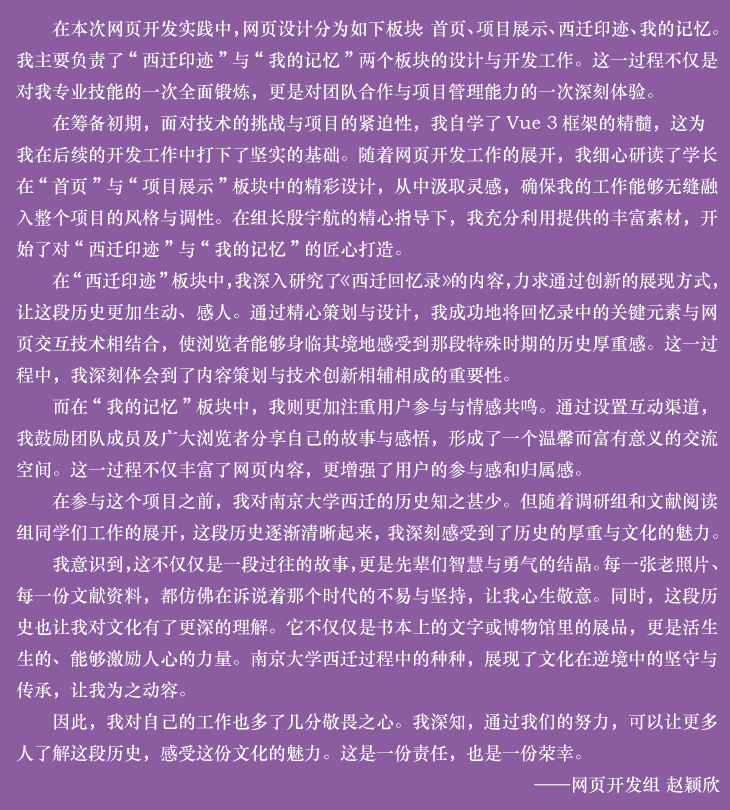 在本次网页开发实践中，网页设计分为如下板块：首页、项目展示、西迁印迹、我的记忆。
我主要负责了“西迁印迹”与“我的记忆”两个板块的设计与开发工作。这一过程不仅是
对我专业技能的一次全面锻炼，更是对团队合作与项目管理能力的一次深刻体验。
在筹备初期，面对技术的挑战与项目的紧迫性，我自学了 Vue 3 框架的精髓，这为
我在后续的开发工作中打下了坚实的基础。随着网页开发工作的展开，我细心研读了学长
在“首页”与“项目展示”板块中的精彩设计，从中汲取灵感，确保我的工作能够无缝融
入整个项目的风格与调性。在组长殷宇航的精心指导下，我充分利用提供的丰富素材，开
始了对“西迁印迹”与“我的记忆”的匠心打造。
在“西迁印迹”板块中，我深入研究了《西迁回忆录》的内容，力求通过创新的展现方式，
让这段历史更加生动、感人。通过精心策划与设计，我成功地将回忆录中的关键元素与网
页交互技术相结合，使浏览者能够身临其境地感受到那段特殊时期的历史厚重感。这一过
程中，我深刻体会到了内容策划与技术创新相辅相成的重要性。
而在“我的记忆”板块中，我则更加注重用户参与与情感共鸣。通过设置互动渠道，
我鼓励团队成员及广大浏览者分享自己的故事与感悟，形成了一个温馨而富有意义的交流
空间。这一过程不仅丰富了网页内容，更增强了用户的参与感和归属感。
在参与这个项目之前，我对南京大学西迁的历史知之甚少。但随着调研组和文献阅读
组同学们工作的展开，这段历史逐渐清晰起来，我深刻感受到了历史的厚重与文化的魅力。
我意识到，这不仅仅是一段过往的故事，更是先辈们智慧与勇气的结晶。每一张老照片、
每一份文献资料，都仿佛在诉说着那个时代的不易与坚持，让我心生敬意。同时，这段历
史也让我对文化有了更深的理解。它不仅仅是书本上的文字或博物馆里的展品，更是活生
生的、能够激励人心的力量。南京大学西迁过程中的种种，展现了文化在逆境中的坚守与
传承，让我为之动容。
因此，我对自己的工作也多了几分敬畏之心。我深知，通过我们的努力，可以让更多
人了解这段历史，感受这份文化的魅力。这是一份责任，也是一份荣幸。
——网页开发组 赵颖欣